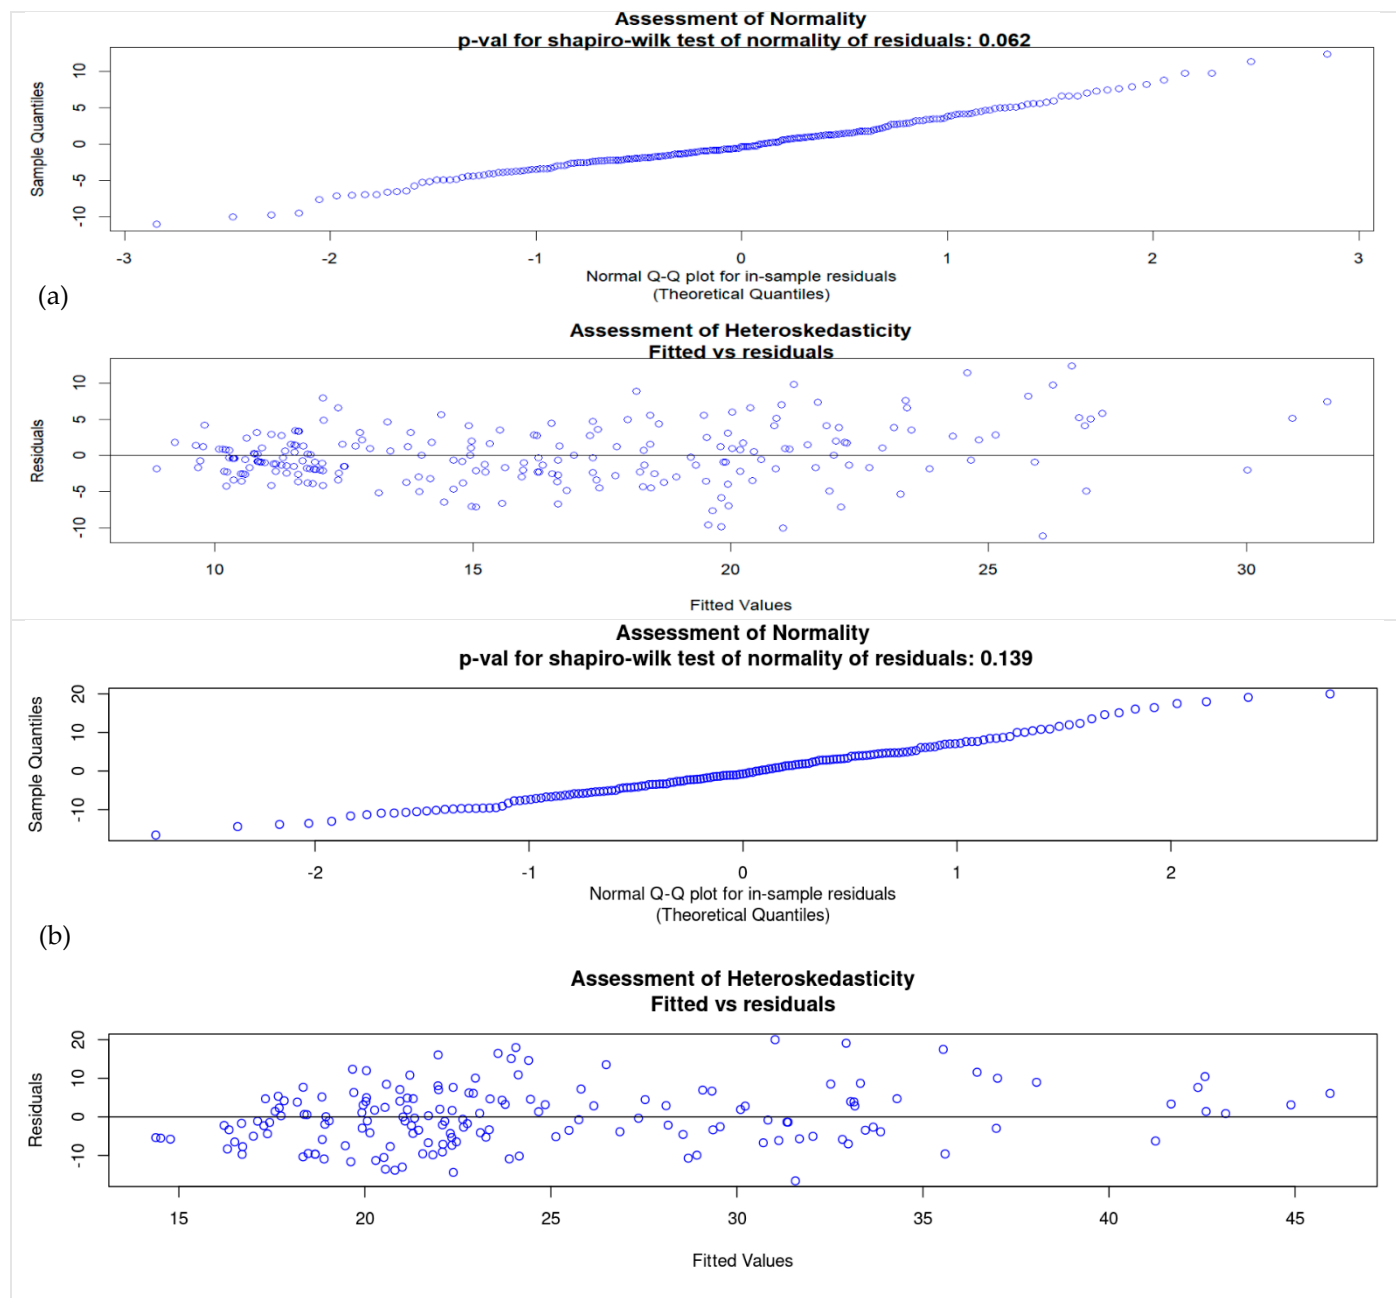 Assessment of Normality
p-val for shapiro-wilk test of normality of residuals: 0.062
Sample Quantiles
10
5
0
-5
-10
-3 -2 -1 0 1 2 3
Normal Q-Q plot for in-sample residuals
(Theoretical Quantiles)
(a)
Assessment of Heteroskedasticity
Fitted vs residuals
Residuals
10
5
0
-5
-10
10 15 20 25 30
Fitted Values
Assessment of Normality
p-val for shapiro-wilk test of normality of residuals: 0.139
Sample Quantiles
20
10
0
-10
-2 -1 0 1 2
Normal Q-Q plot for in-sample residuals
(Theoretical Quantiles)
(b)
Assessment of Heteroskedasticity
Fitted vs residuals
Residuals
20
10
0
-10
15 20 25 30 35 40 45
Fitted Values